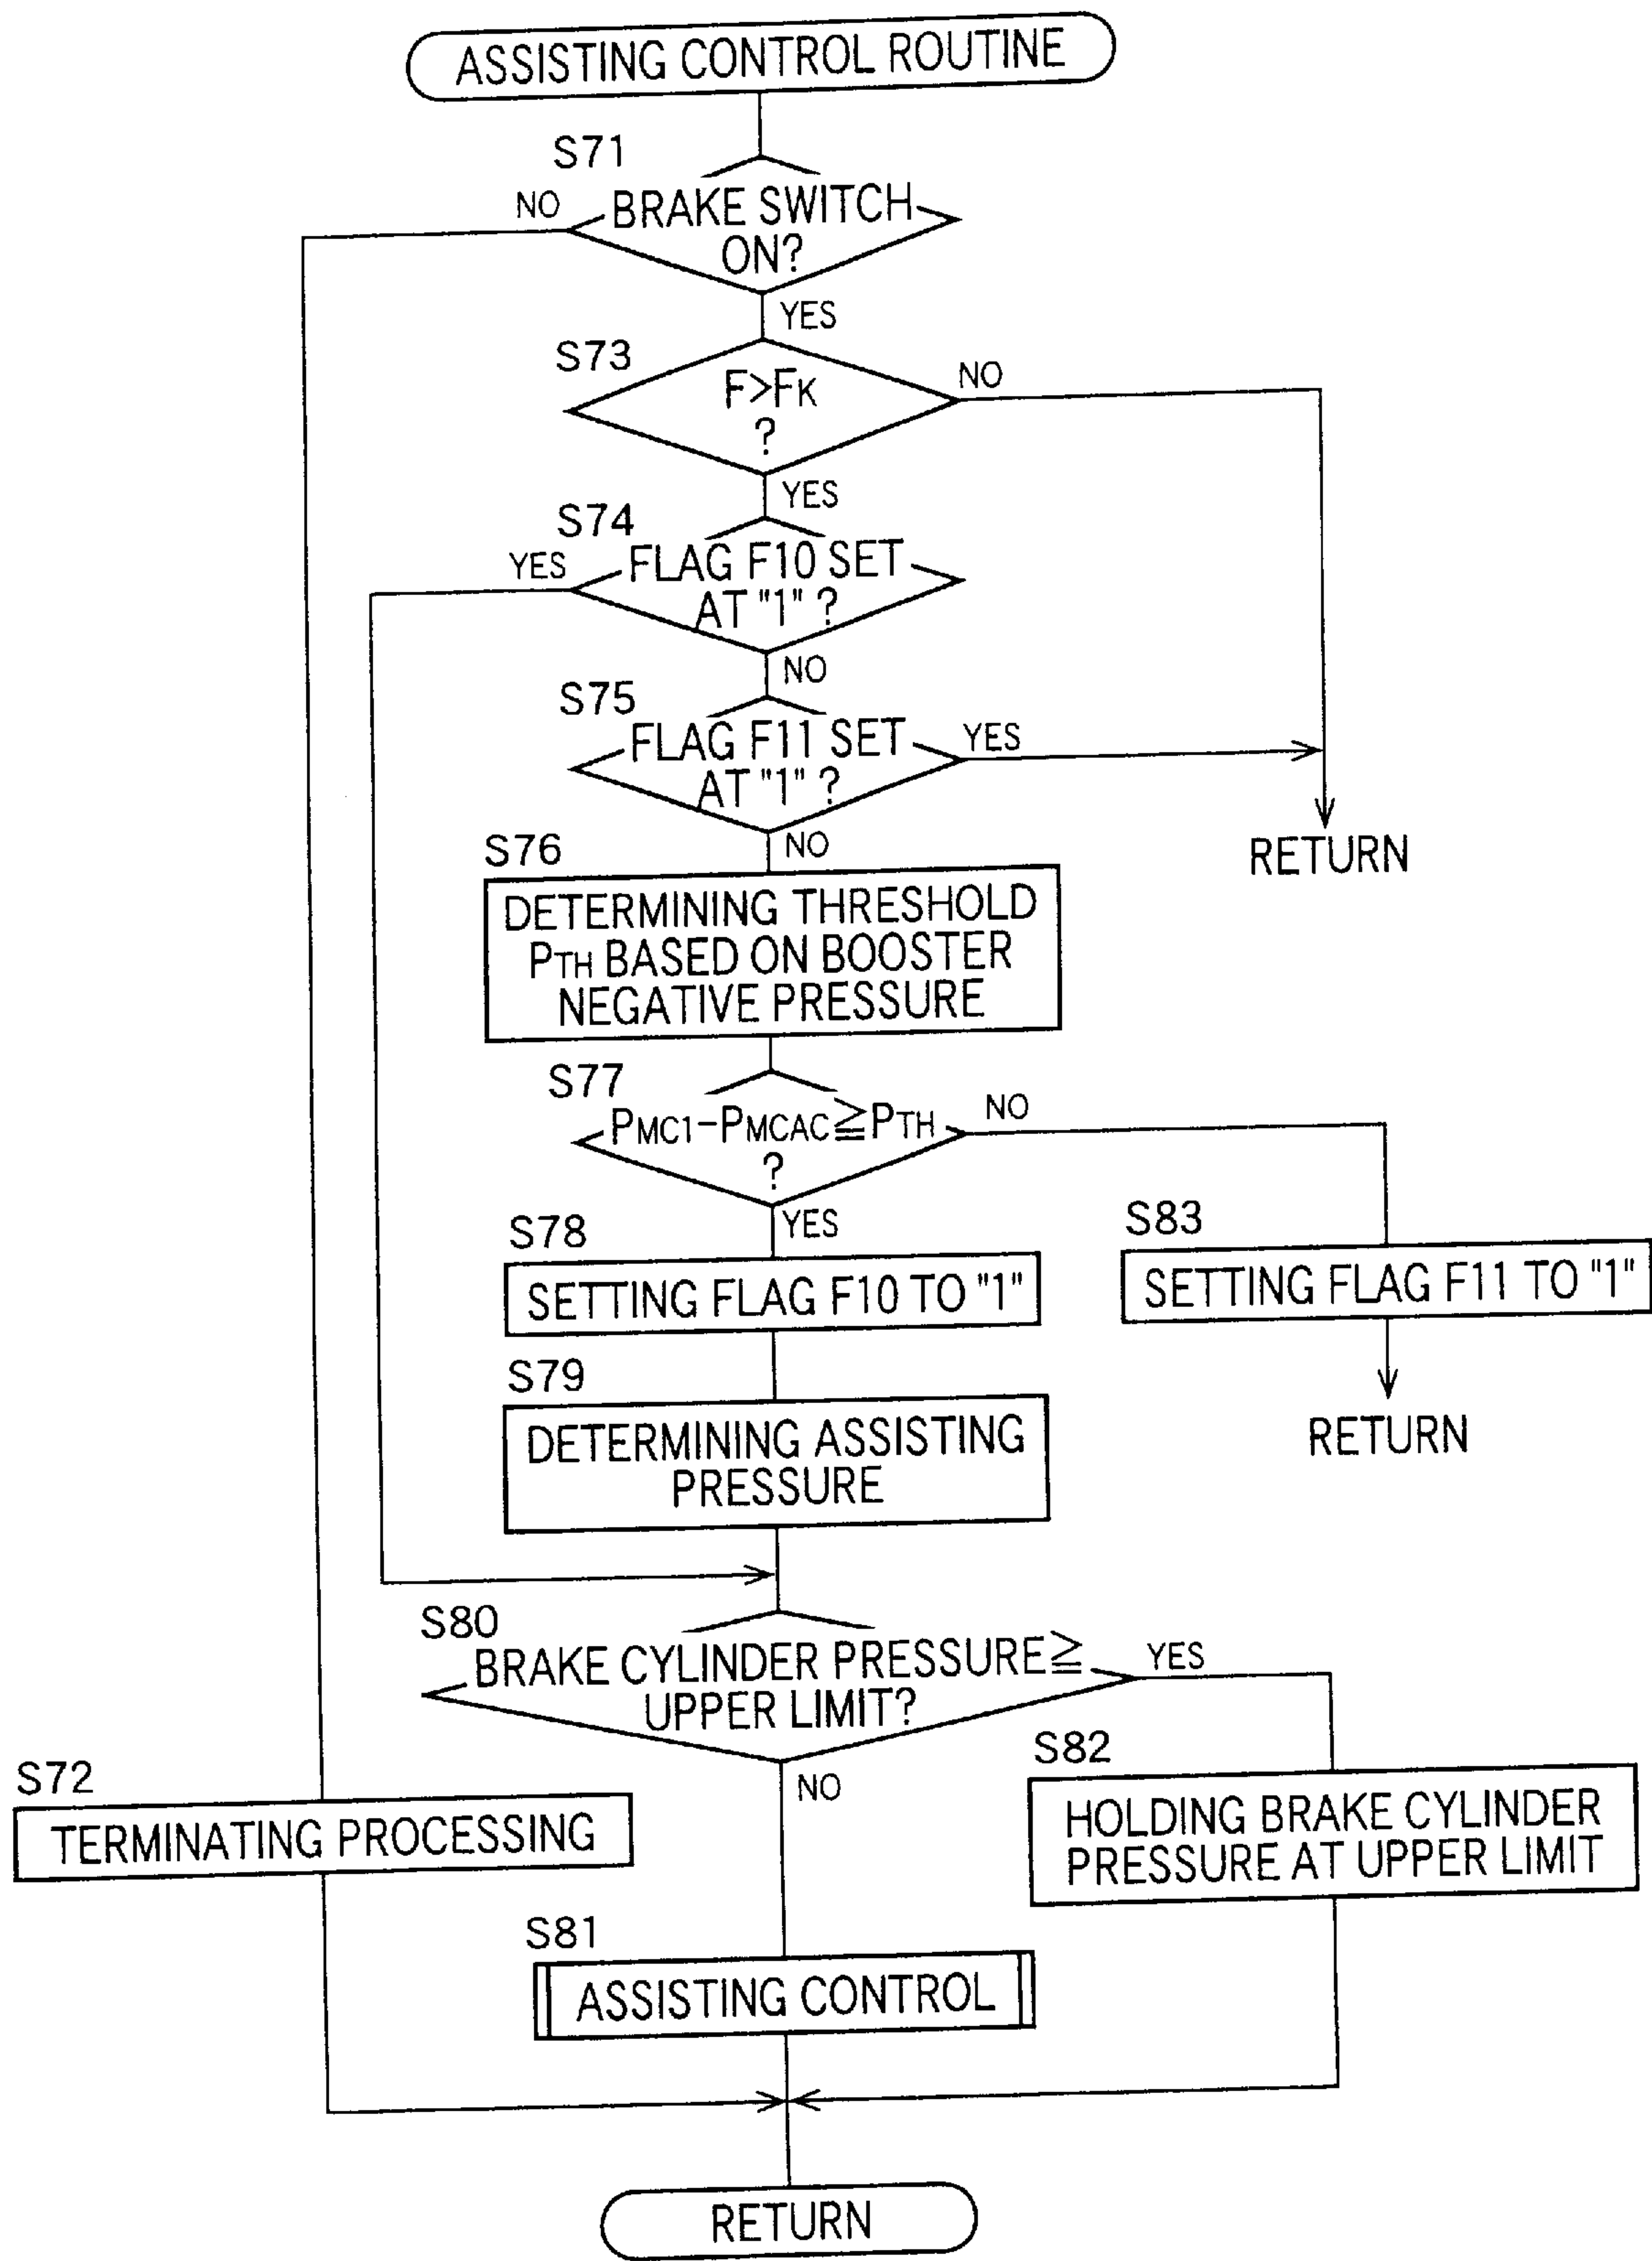 ASSISTING CONTROL ROUTINE
S71
NO
BRAKE SWITCH
ON?
YES
S73
F>FK
?
NO
YES
S74
YES
FLAG F10 SET
AT "1" ?
NO
S75
FLAG F11 SET
AT "1" ?
YES
NO
RETURN
S76
DETERMINING THRESHOLD
PTH BASED ON BOOSTER
NEGATIVE PRESSURE
S77
PMC1-PMCAC≧PTH
?
NO
YES
S78
SETTING FLAG F10 TO "1"
S83
SETTING FLAG F11 TO "1"
RETURN
S79
DETERMINING ASSISTING
PRESSURE
S80
BRAKE CYLINDER PRESSURE≧
UPPER LIMIT?
YES
NO
S72
TERMINATING PROCESSING
S82
HOLDING BRAKE CYLINDER
PRESSURE AT UPPER LIMIT
S81
ASSISTING CONTROL
RETURN